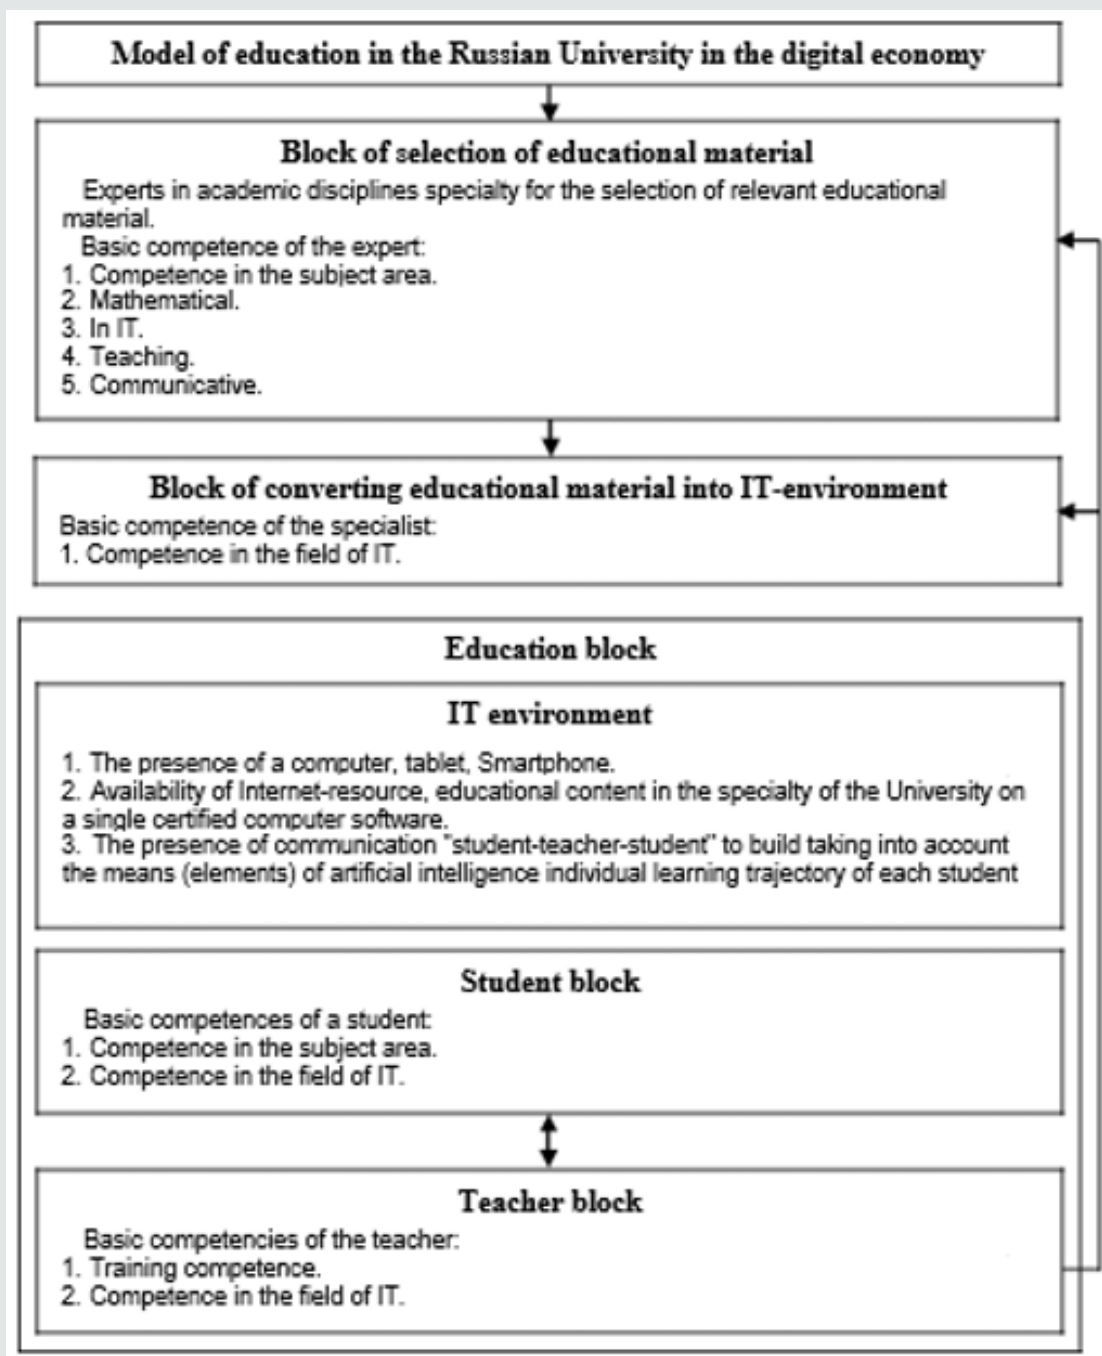 Model of education in the Russian University in the digital economy
Block of selection of educational material
Experts in academic disciplines specialty for the selection of relevant educational
material.
Basic competence of the expert:
1. Competence in the subject area.
2. Mathematical.
3. In IT.
4. Teaching.
5. Communicative.
Block of converting educational material into IT-environment
Basic competence of the specialist:
1. Competence in the field of IT.
Education block
IT environment
1. The presence of a computer, tablet, Smartphone.
2. Availability of Internet-resource, educational content in the specialty of the University on
a single certified computer software.
3. The presence of communication "student-teacher-student" to build taking into account
the means (elements) of artificial intelligence individual learning trajectory of each student
Student block
Basic competences of a student:
1. Competence in the subject area.
2. Competence in the field of IT.
Teacher block
Basic competencies of the teacher:
1. Training competence.
2. Competence in the field of IT.